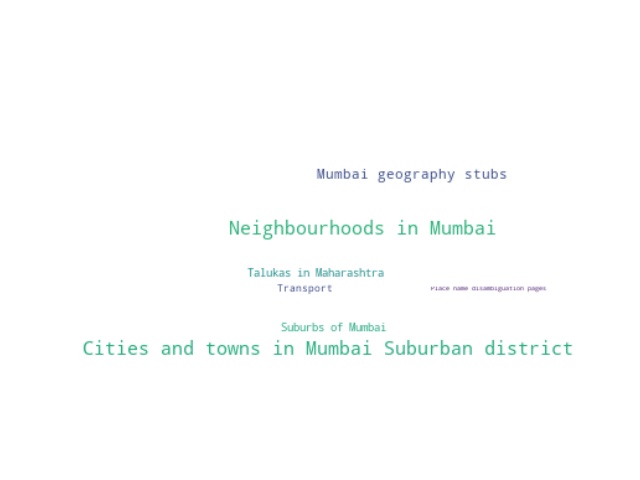 Mumbai geography stubs
Neighbourhoods in Mumbai
Talukas in Maharashtra
Transport
Place name disambiguation pages
Suburbs of Mumbai
Cities and towns in Mumbai Suburban district